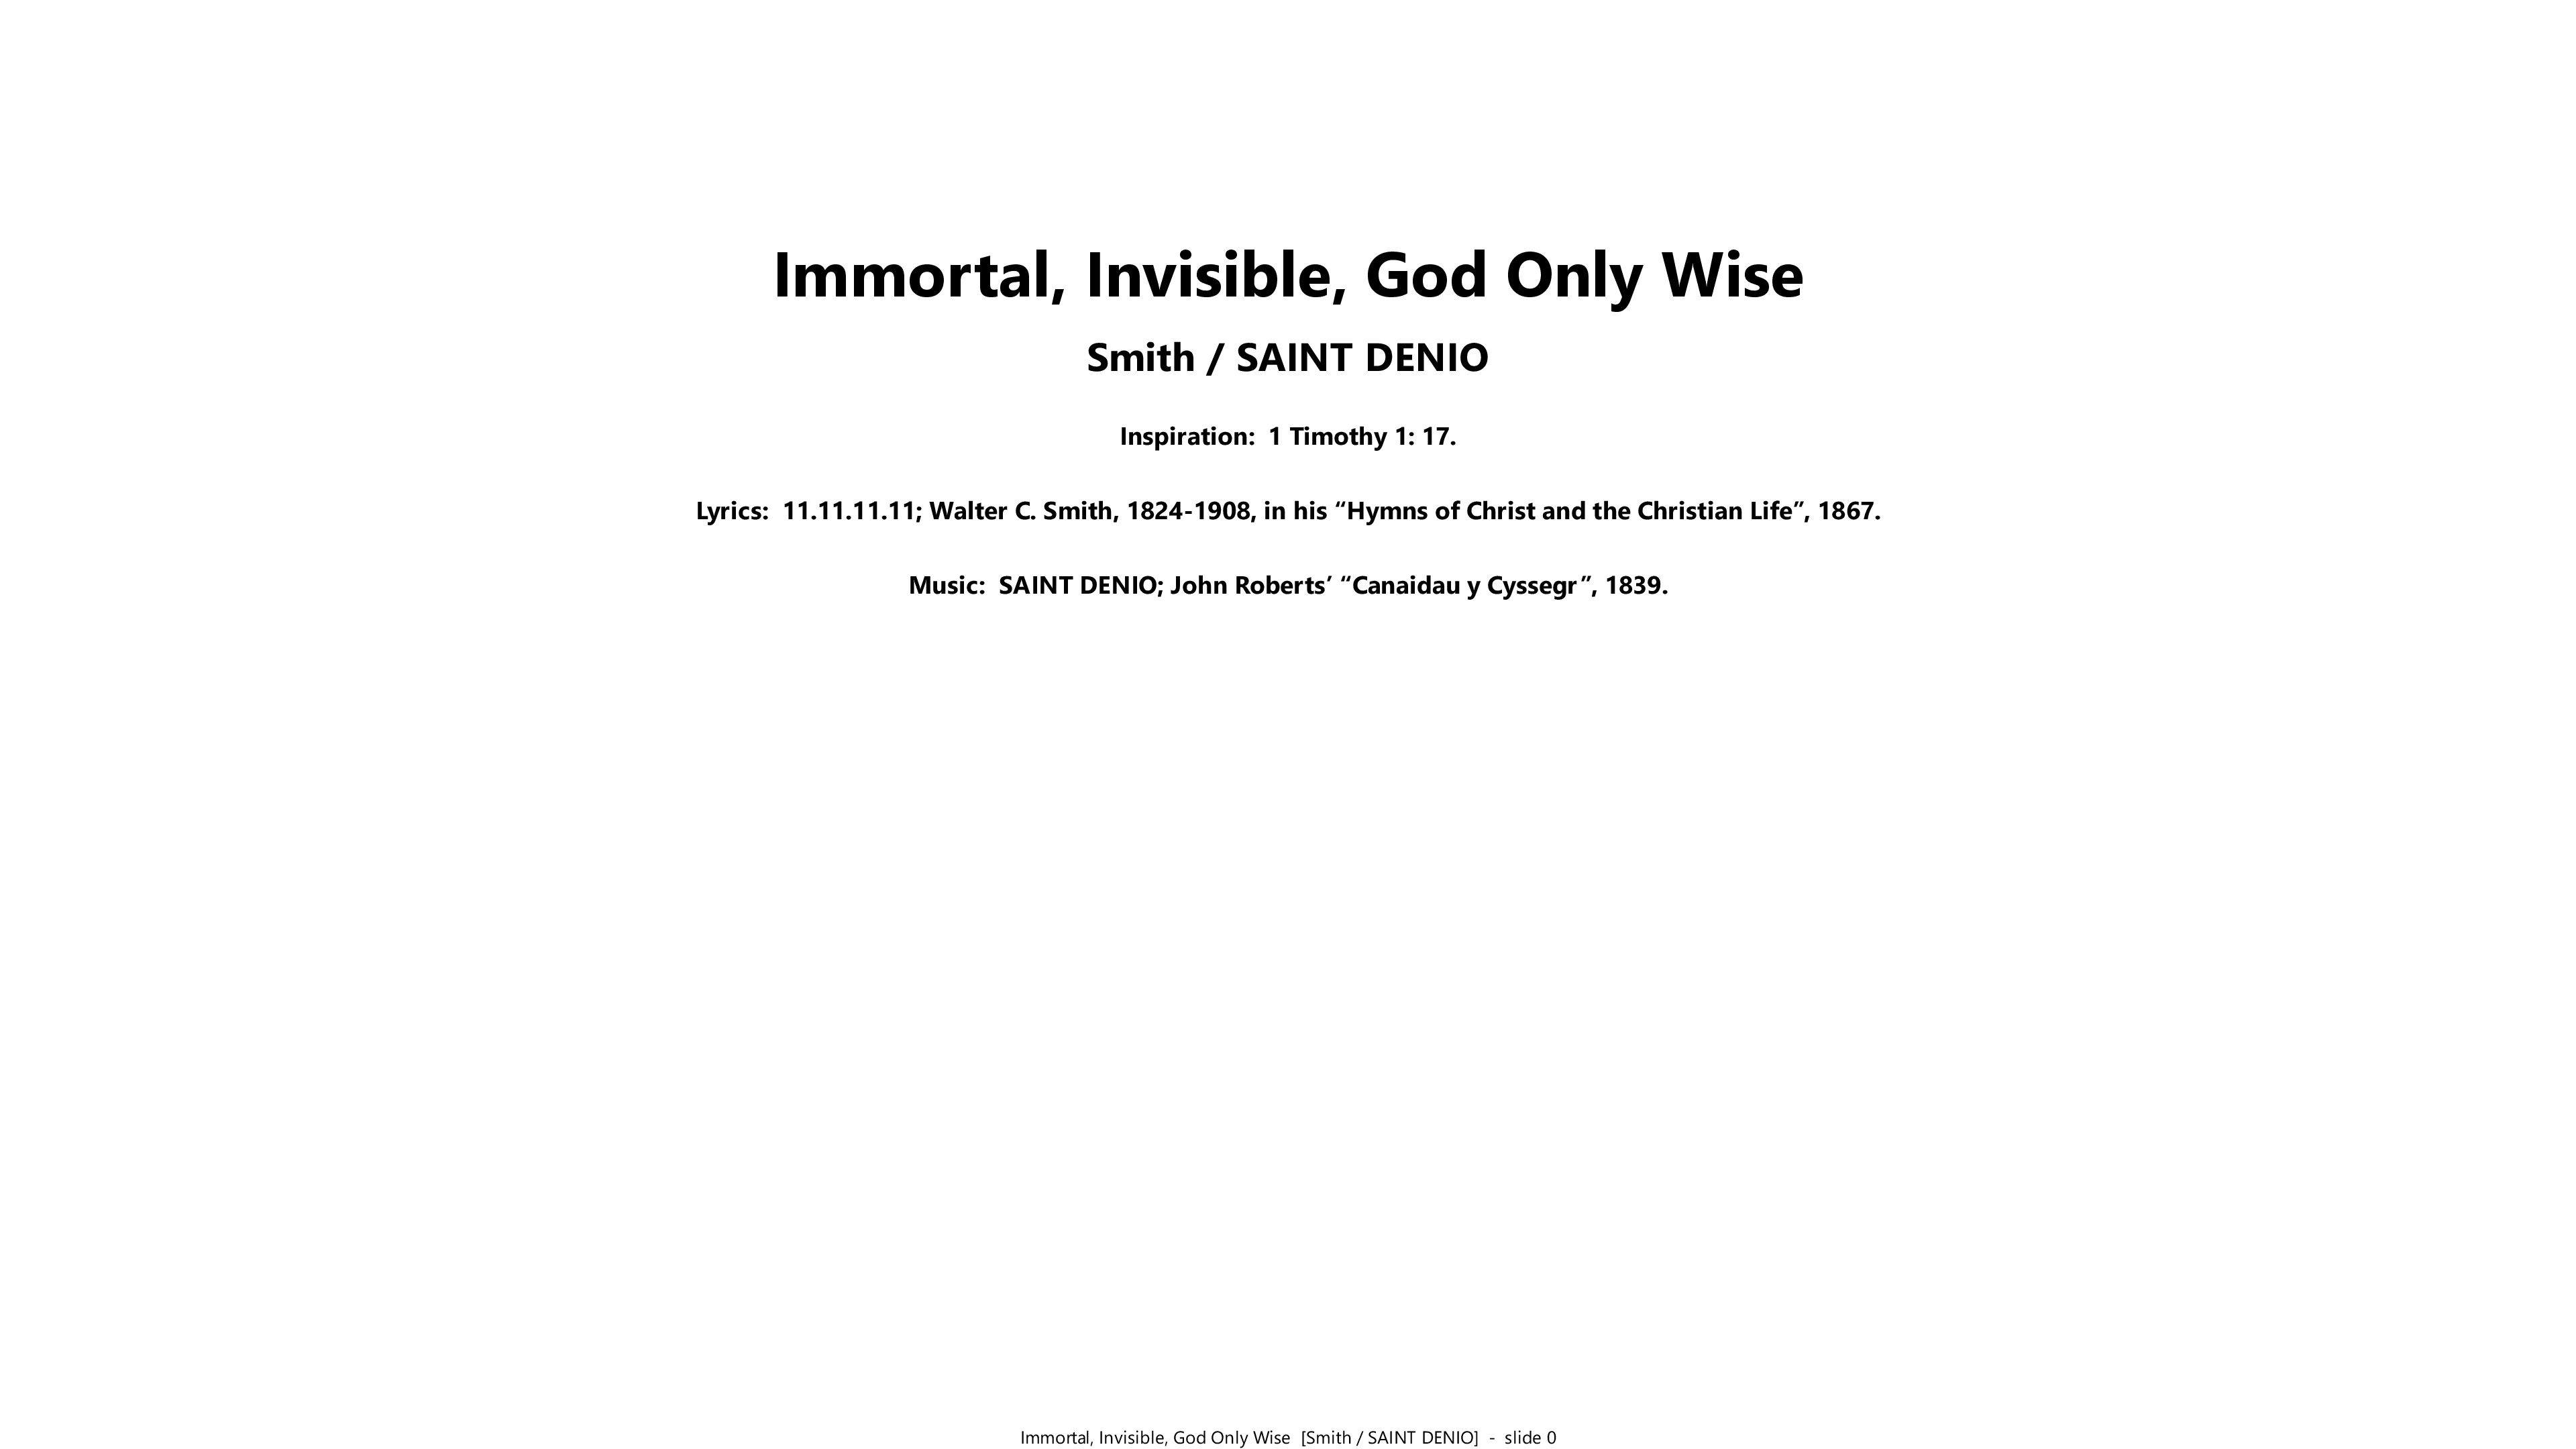 Immortal, Invisible, God Only Wise
Smith / SAINT DENIO
Inspiration:  1 Timothy 1: 17.
Lyrics:  11.11.11.11; Walter C. Smith, 1824-1908, in his “Hymns of Christ and the Christian Life”, 1867.
Music:  SAINT DENIO; John Roberts’ “Canaidau y Cyssegr”, 1839.
Immortal, Invisible, God Only Wise  [Smith / SAINT DENIO]  -  slide 0